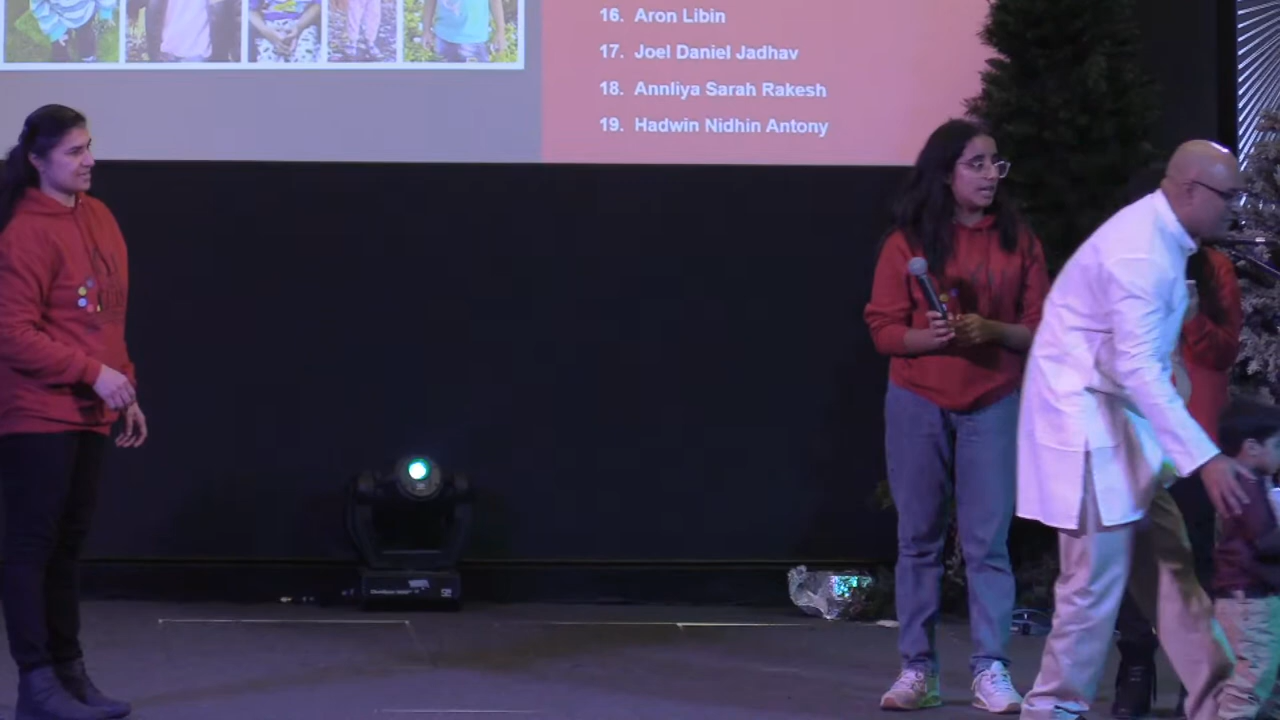 16. Aron Libin
17. Joel Daniel Jadhav
18. Annliya Sarah Rakesh
19. Hadwin Nidhin Antony